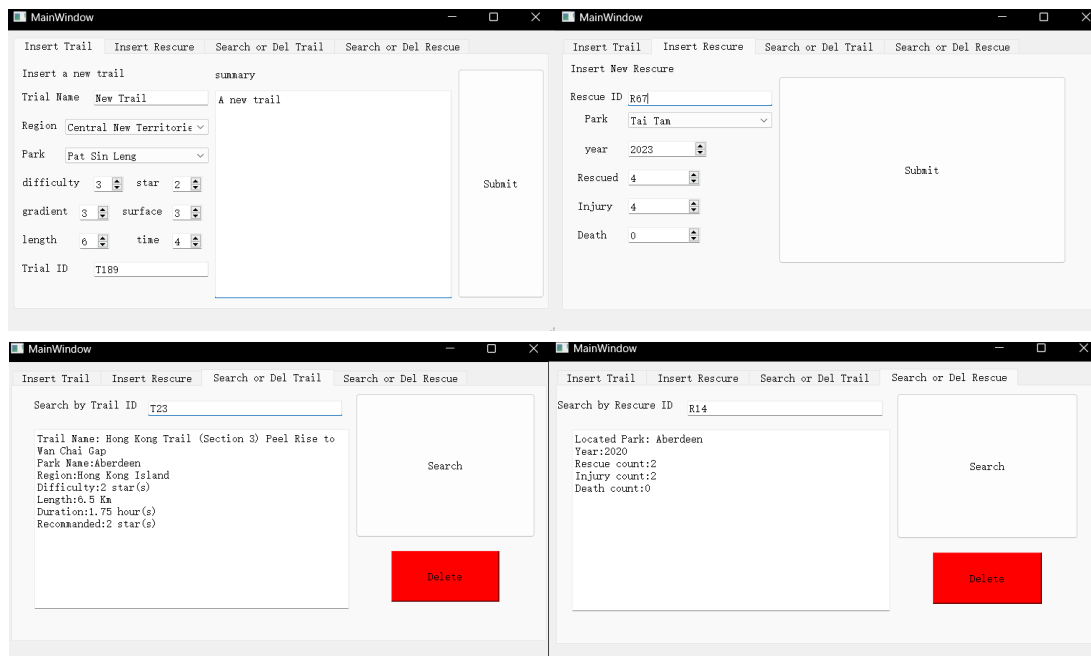 MainWindow
Insert Trail Insert Rescure Search or Del Trail Search or Del Rescue
Insert a new trail
summary
Trial Name New Trail
A new trail
Region Central New Territorie
Park Pat Sin Leng
difficulty 3 star 2
gradient 3 surface 3
length 6 time 4
Trial ID T189
Submit
MainWindow
Insert Trail Insert Rescure Search or Del Trail Search or Del Rescue
Insert New Rescure
Rescue ID R67
Park Tai Tam
year 2023
Rescued 4
Injury 4
Death 0
Submit
MainWindow
Insert Trail Insert Rescure Search or Del Trail Search or Del Rescue
Search by Trail ID T23
Trail Name: Hong Kong Trail (Section 3) Peel Rise to
Wan Chai Gap
Park Name:Aberdeen
Region:Hong Kong Island
Difficulty:2 star(s)
Length:6.5 Km
Duration:1.75 hour(s)
Recommanded:2 star(s)
Search
Delete
MainWindow
Insert Trail Insert Rescure Search or Del Trail Search or Del Rescue
Search by Rescure ID R14
Located Park: Aberdeen
Year:2020
Rescue count:2
Injury count:2
Death count:0
Search
Delete